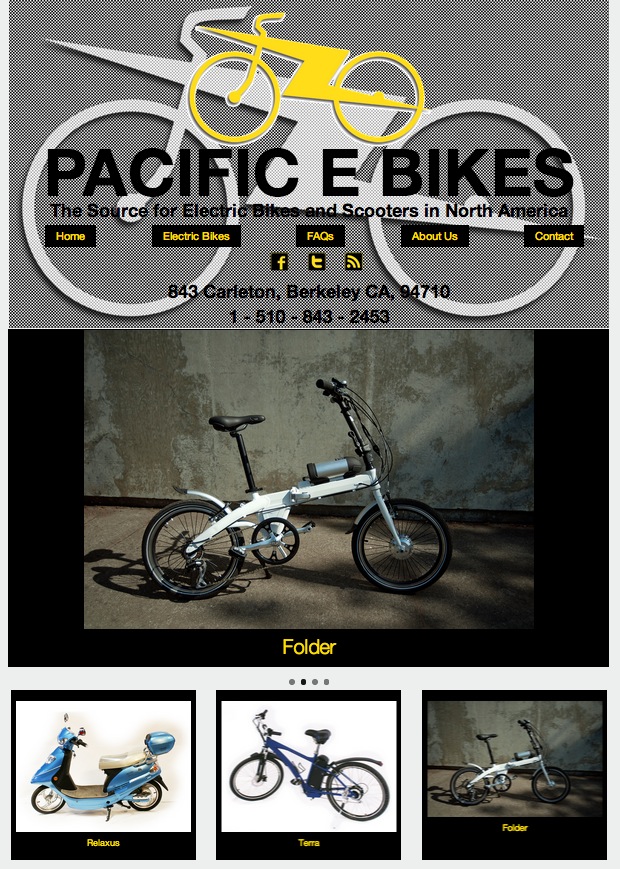 PACIFIC E BIKES
The Source for Electric Bikes and Scooters in North America
Home Electric Bikes FAQs About Us Contact
843 Carleton, Berkeley CA, 94710
1 - 510 - 843 - 2453
Folder
Relaxus Terra Folder